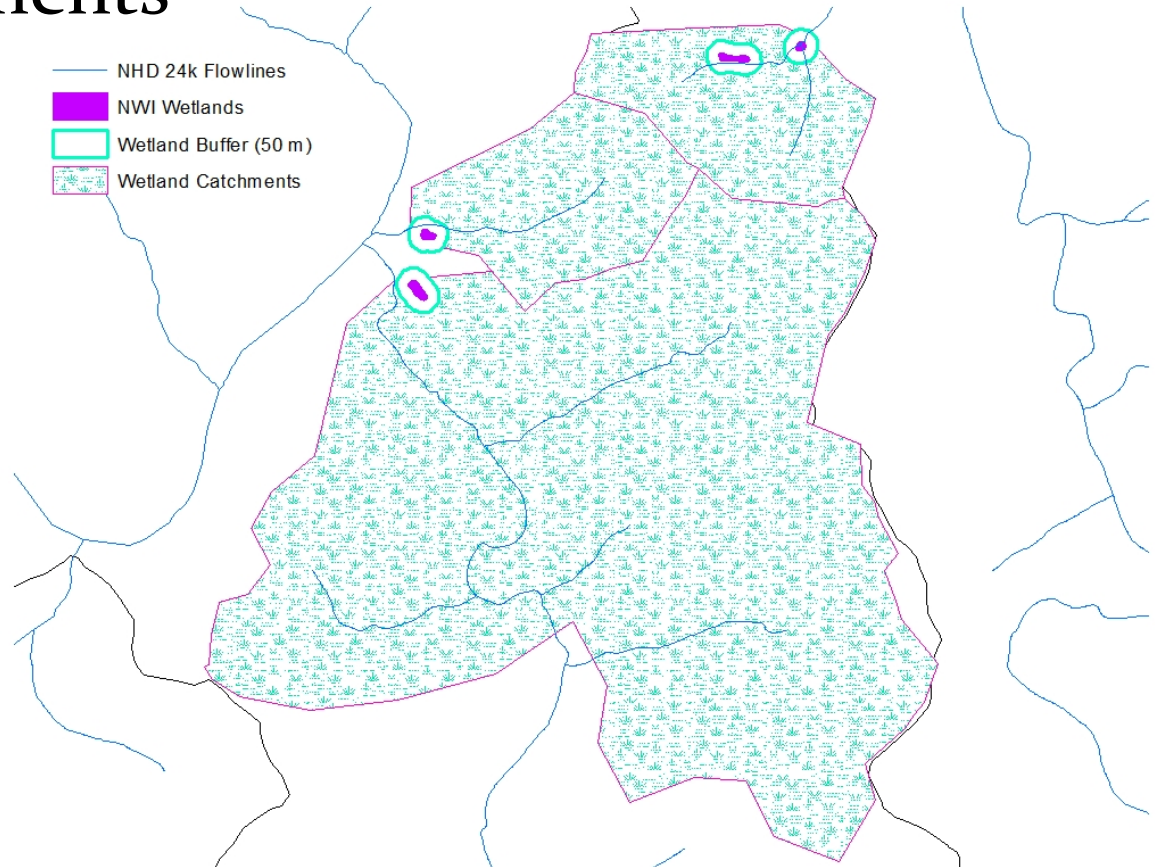 NHD 24k Flowlines
NWI Wetlands
Wetland Buffer (50 m)
Wetland Catchments